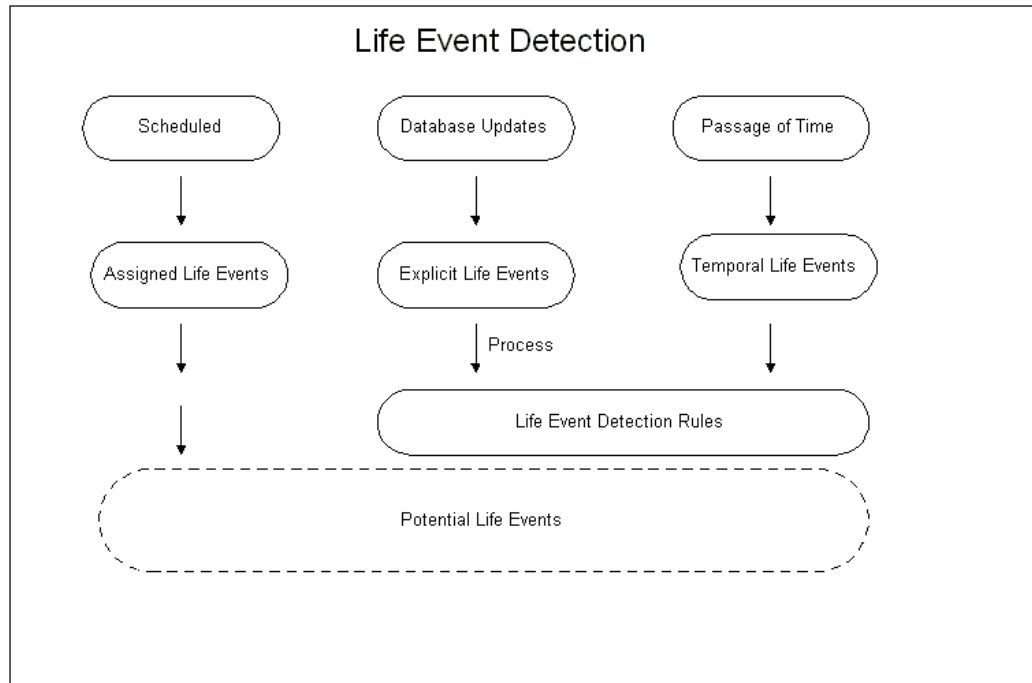 Life Event Detection
Scheduled
Database Updates
Passage of Time
Assigned Life Events
Explicit Life Events
Temporal Life Events
Process
Life Event Detection Rules
Potential Life Events